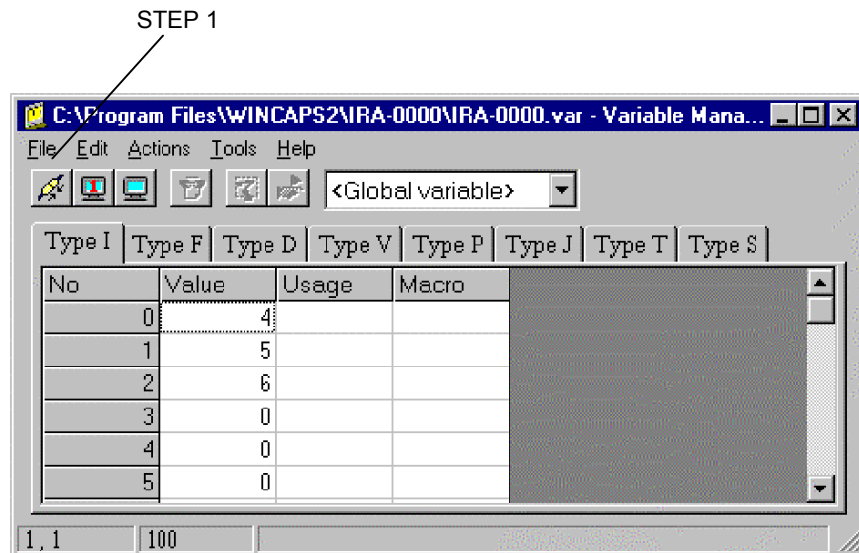 STEP 1
C:\Program Files\WINCAPS2\IRA-0000\IRA-0000.var - Variable Mana...
File Edit Actions Tools Help
<Global variable>
Type I Type F Type D Type V Type P Type J Type T Type S
No Value Usage Macro
0 4
1 5
2 6
3 0
4 0
5 0
1, 1 100